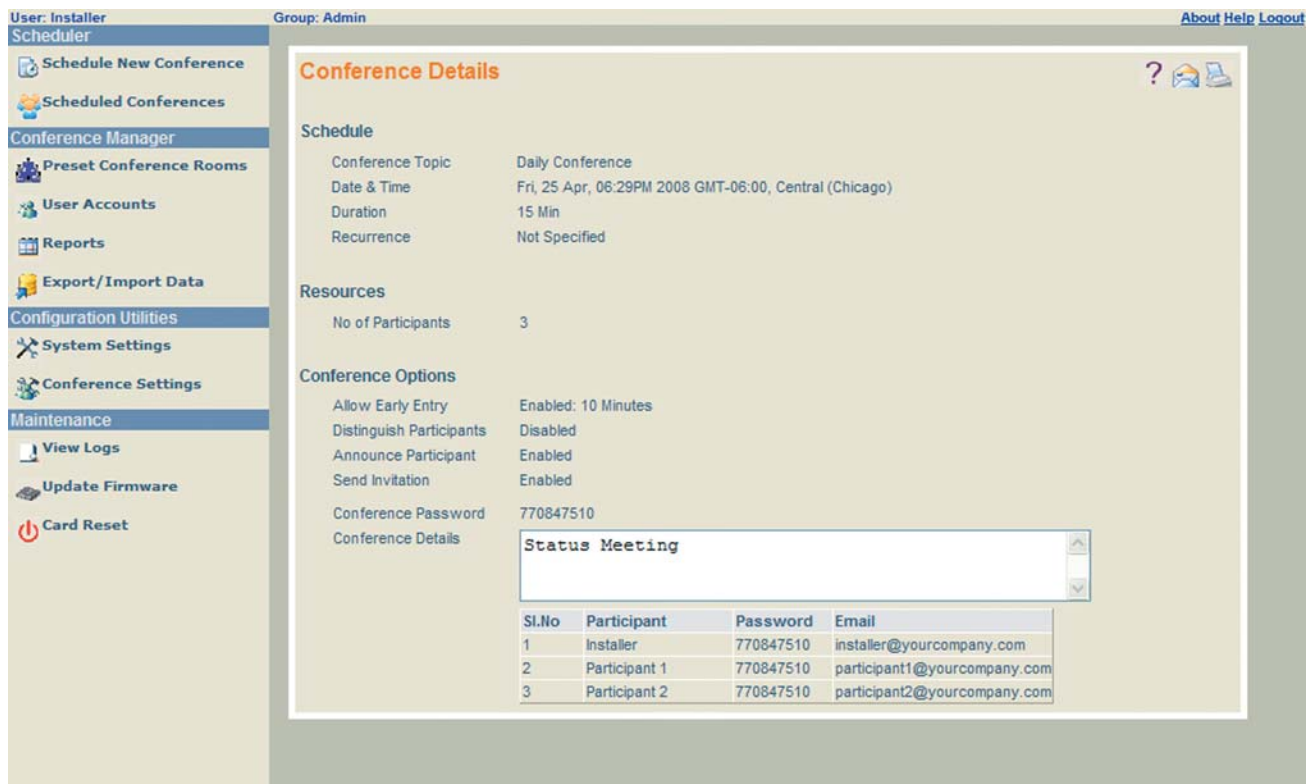 User: Installer
Group: Admin
About Help Logout
Scheduler
Schedule New Conference
Scheduled Conferences
Conference Manager
Preset Conference Rooms
User Accounts
Reports
Export/Import Data
Configuration Utilities
System Settings
Conference Settings
Maintenance
View Logs
Update Firmware
Card Reset
Conference Details
?
Schedule
Conference Topic Daily Conference
Date & Time Fri, 25 Apr, 06:29PM 2008 GMT-06:00, Central (Chicago)
Duration 15 Min
Recurrence Not Specified
Resources
No of Participants 3
Conference Options
Allow Early Entry Enabled: 10 Minutes
Distinguish Participants Disabled
Announce Participant Enabled
Send Invitation Enabled
Conference Password 770847510
Conference Details Status Meeting
Sl.No Participant Password Email
1 Installer 770847510 installer@yourcompany.com
2 Participant 1 770847510 participant1@yourcompany.com
3 Participant 2 770847510 participant2@yourcompany.com